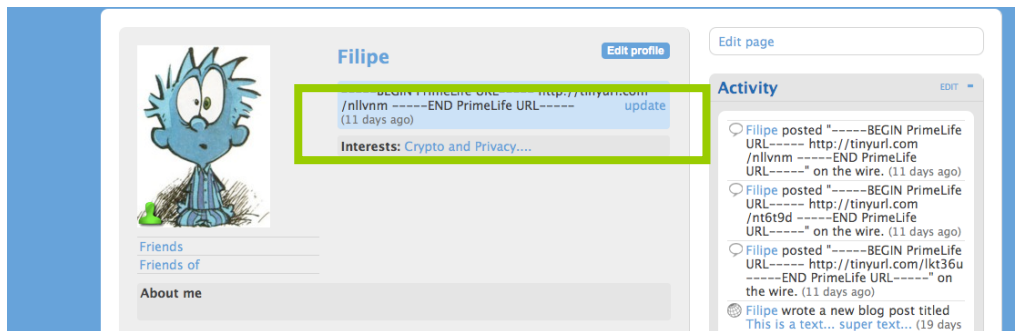 Filipe
Edit profile
-----BEGIN PrimeLife URL----- http://tinyurl.com
/nllvnm -----END PrimeLife URL-----
update
(11 days ago)
Interests: Crypto and Privacy....
Friends
Friends of
About me
Edit page
Activity
EDIT
Filipe posted "-----BEGIN PrimeLife
URL----- http://tinyurl.com
/nllvnm -----END PrimeLife
URL-----" on the wire. (11 days ago)
Filipe posted "-----BEGIN PrimeLife
URL----- http://tinyurl.com
/nt6t9d -----END PrimeLife
URL-----" on the wire. (11 days ago)
Filipe posted "-----BEGIN PrimeLife
URL----- http://tinyurl.com/lkt36u
-----END PrimeLife URL-----" on
the wire. (11 days ago)
Filipe wrote a new blog post titled
This is a text... super text... (19 days